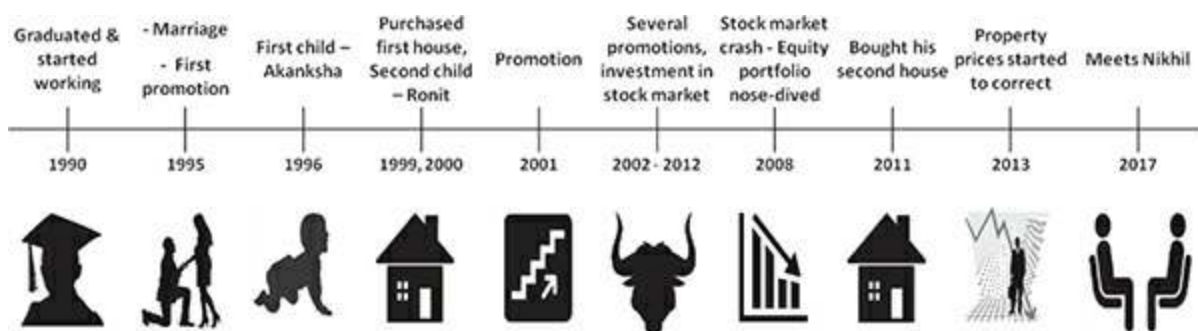 Graduated &
started
working
- Marriage
- First
promotion
First child –
Akanksha
Purchased
first house,
Second child
– Ronit
Promotion
Several
promotions,
investment in
stock market
Stock market
crash - Equity
portfolio
nose-dived
Bought his
second house
Property
prices started
to correct
Meets Nikhil
1990
1995
1996
1999, 2000
2001
2002 - 2012
2008
2011
2013
2017